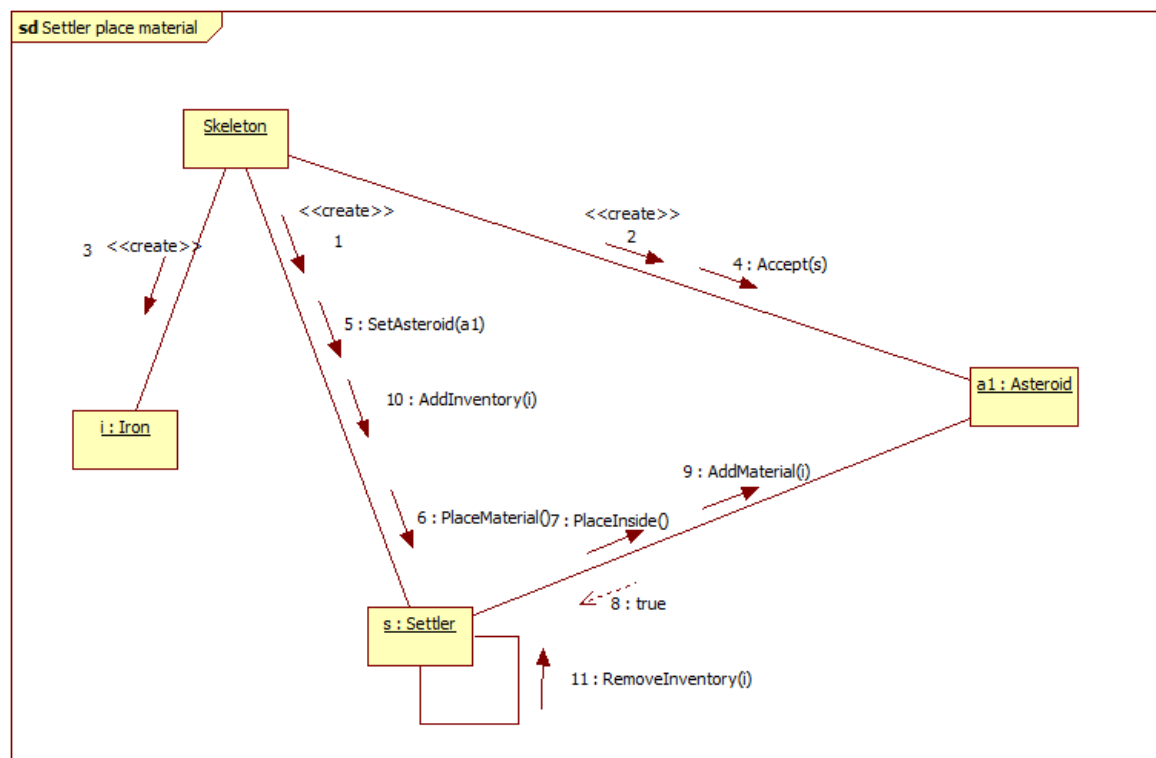 sd Settler place material
Skeleton
<<create>>
1
<<create>>
2
3 <<create>>
4 : Accept(s)
5 : SetAsteroid(a1)
a1 : Asteroid
10 : AddInventory(i)
i : Iron
9 : AddMaterial(i)
6 : PlaceMaterial()
7 : PlaceInside()
8 : true
s : Settler
11 : RemoveInventory(i)